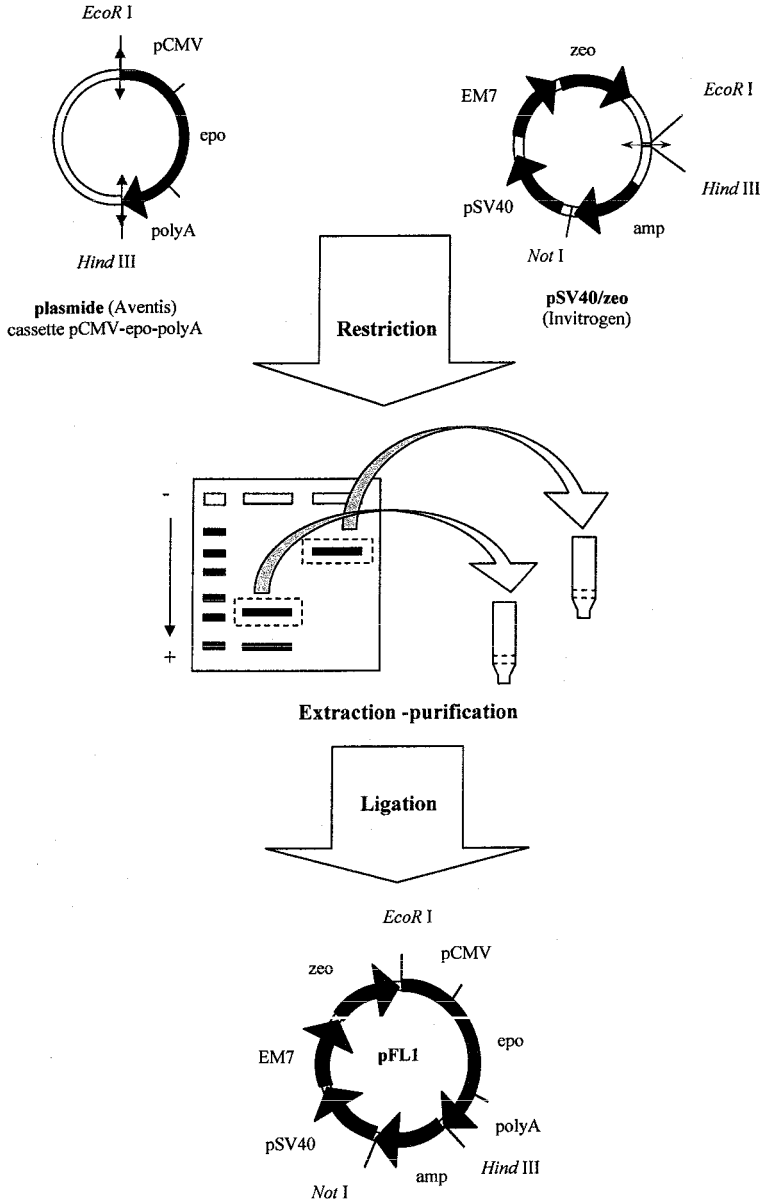 EcoR I
pCMV
epo
polyA
Hind III
plasmide (Aventis)
cassette pCMV-epo-polyA
zeo
EM7
EcoR I
Hind III
pSV40
amp
Not I
pSV40/zeo
(Invitrogen)
Restriction
-
+
Extraction -purification
Ligation
EcoR I
pCMV
zeo
epo
EM7
pFL1
polyA
pSV40
Hind III
amp
Not I